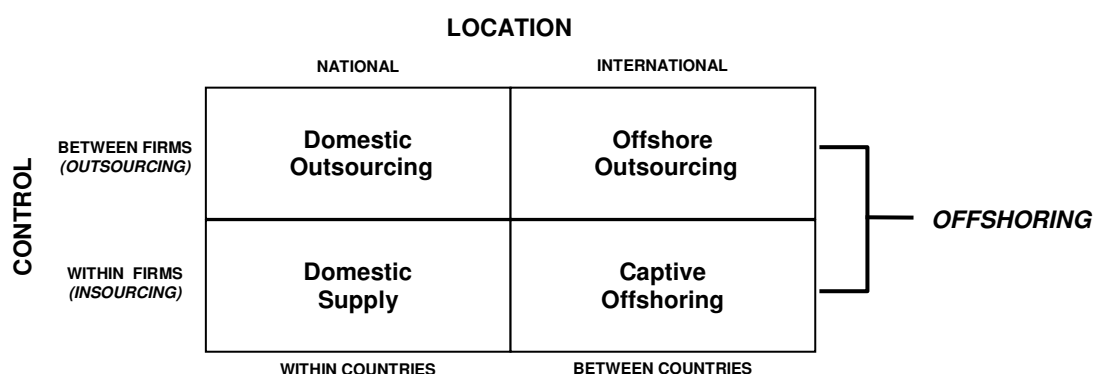 LOCATION
NATIONAL
INTERNATIONAL
CONTROL
BETWEEN FIRMS
(OUTSOURCING)
Domestic
Outsourcing
Offshore
Outsourcing
OFFSHORING
WITHIN FIRMS
(INSOURCING)
Domestic
Supply
Captive
Offshoring
WITHIN COUNTRIES
BETWEEN COUNTRIES